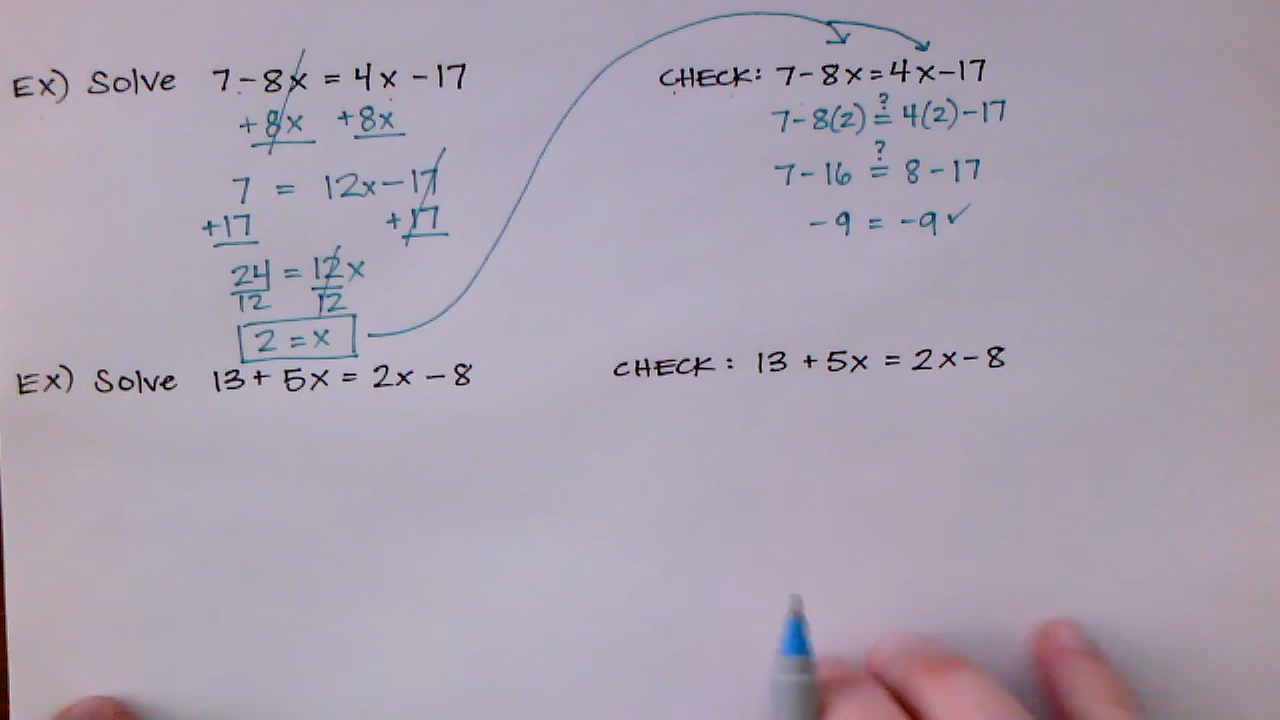 EX) Solve 7-8x = 4x -17
+8x +8x
7 = 12x-17
+17 +17
24 = 12x
12 12
2 = x
CHECK: 7-8x=4x-17
7-8(2) ?= 4(2)-17
7-16 ?= 8-17
-9 = -9 ✓
EX) Solve 13+ 5x = 2x -8
CHECK : 13 +5x = 2x-8